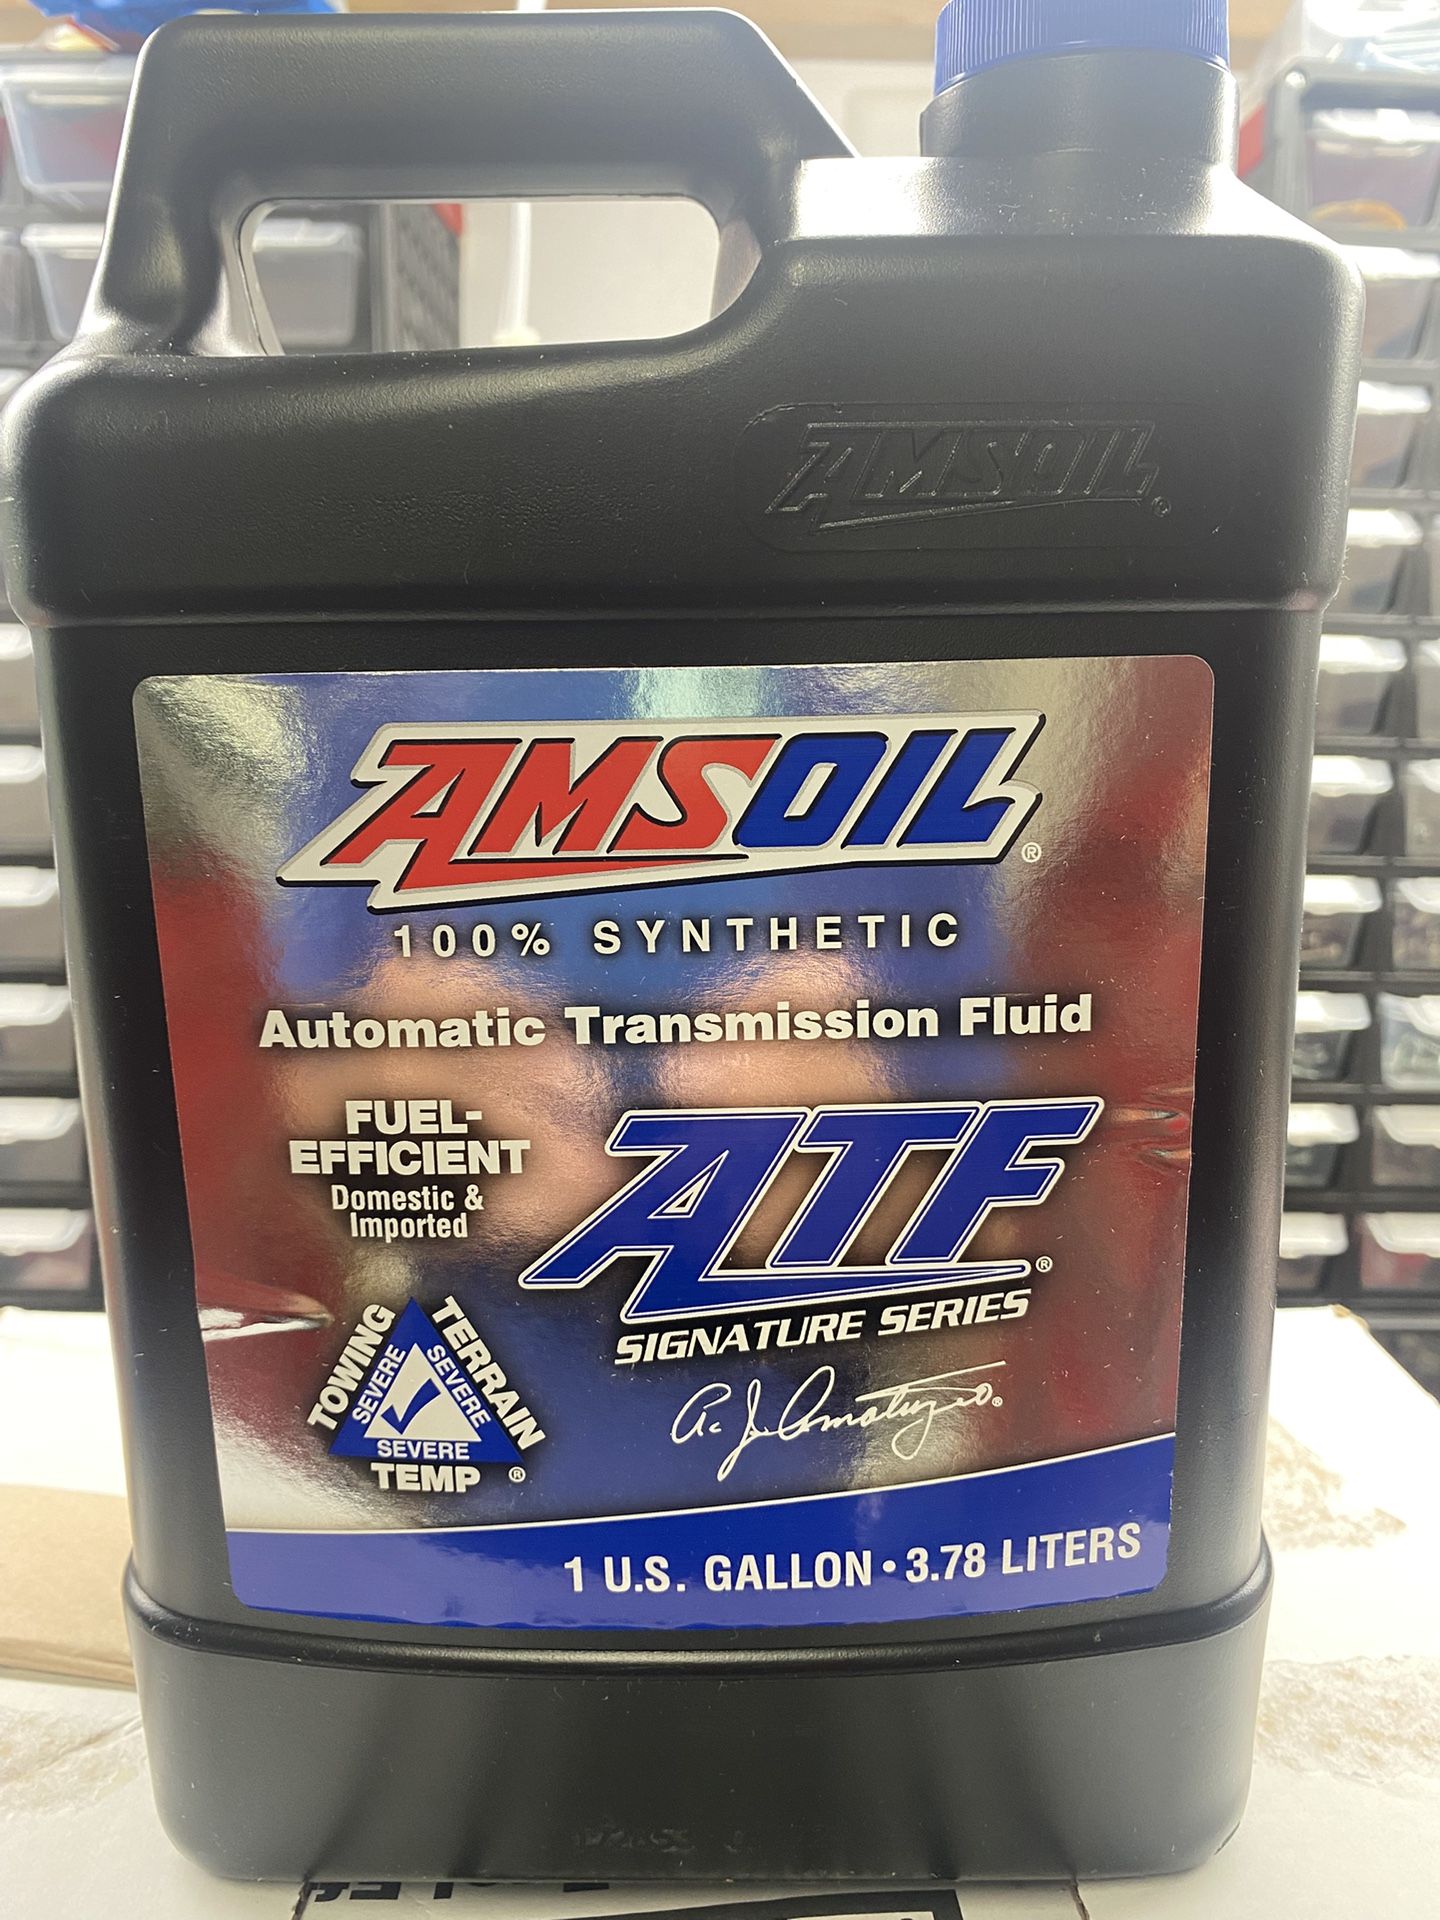 AMSOIL®
AMSOIL®
100% SYNTHETIC
Automatic Transmission Fluid
FUEL-
EFFICIENT
Domestic &
Imported
ATF®
SIGNATURE SERIES
A. J. Amatuzio®
TOWING
SEVERE
TERRAIN
SEVERE
SEVERE
TEMP®
1 U.S. GALLON • 3.78 LITERS